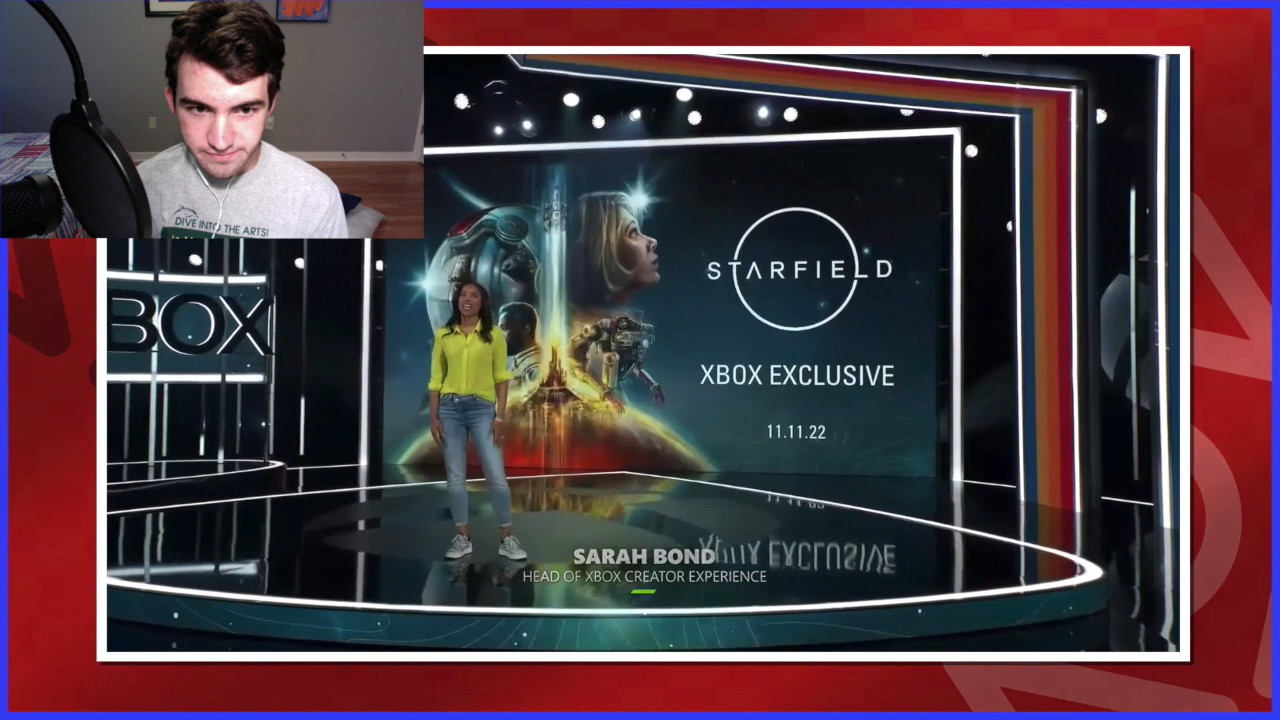 DIVE INTO THE ARTS!
BOX
STARFIELD
XBOX EXCLUSIVE
11.11.22
SARAH BOND
HEAD OF XBOX CREATOR EXPERIENCE